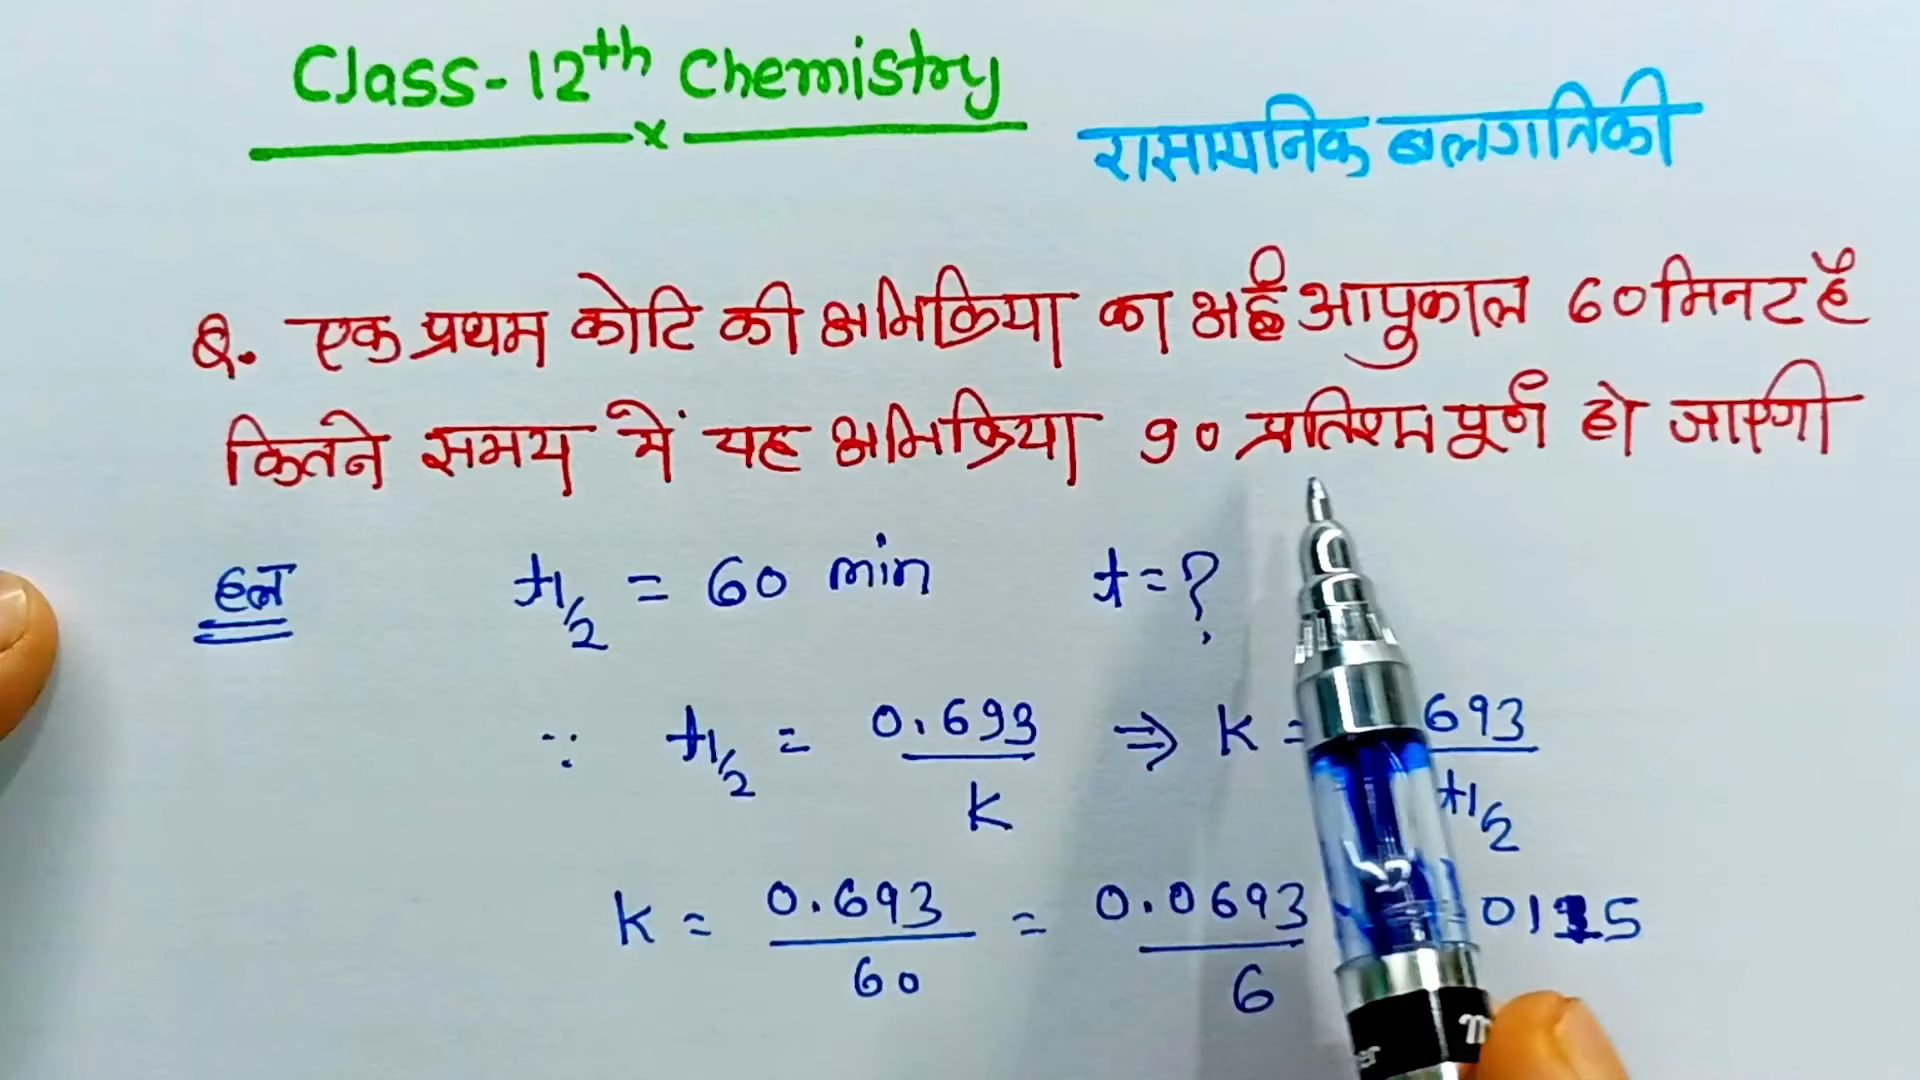 Class-12th Chemistry
रासायनिक बलगतिकी
Q. एक प्रथम कोटि की अभिक्रिया का अर्द्ध आयुकाल 60 मिनट है
कितने समय में यह अभिक्रिया 90 प्रतिशत पूर्ण हो जाएगी
हल t1/2 = 60 min t = ?
∵ t1/2 = 0.693/k ⇒ k = 693/t1/2
k = 0.693/60 = 0.0693/6 0115